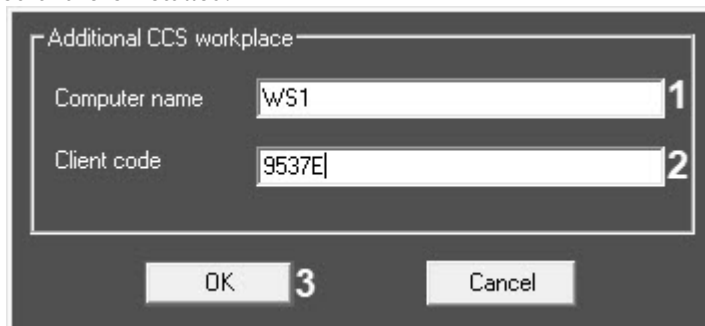 Additional CCS workplace
Computer name WS1 1
Client code 9537E 2
OK 3 Cancel